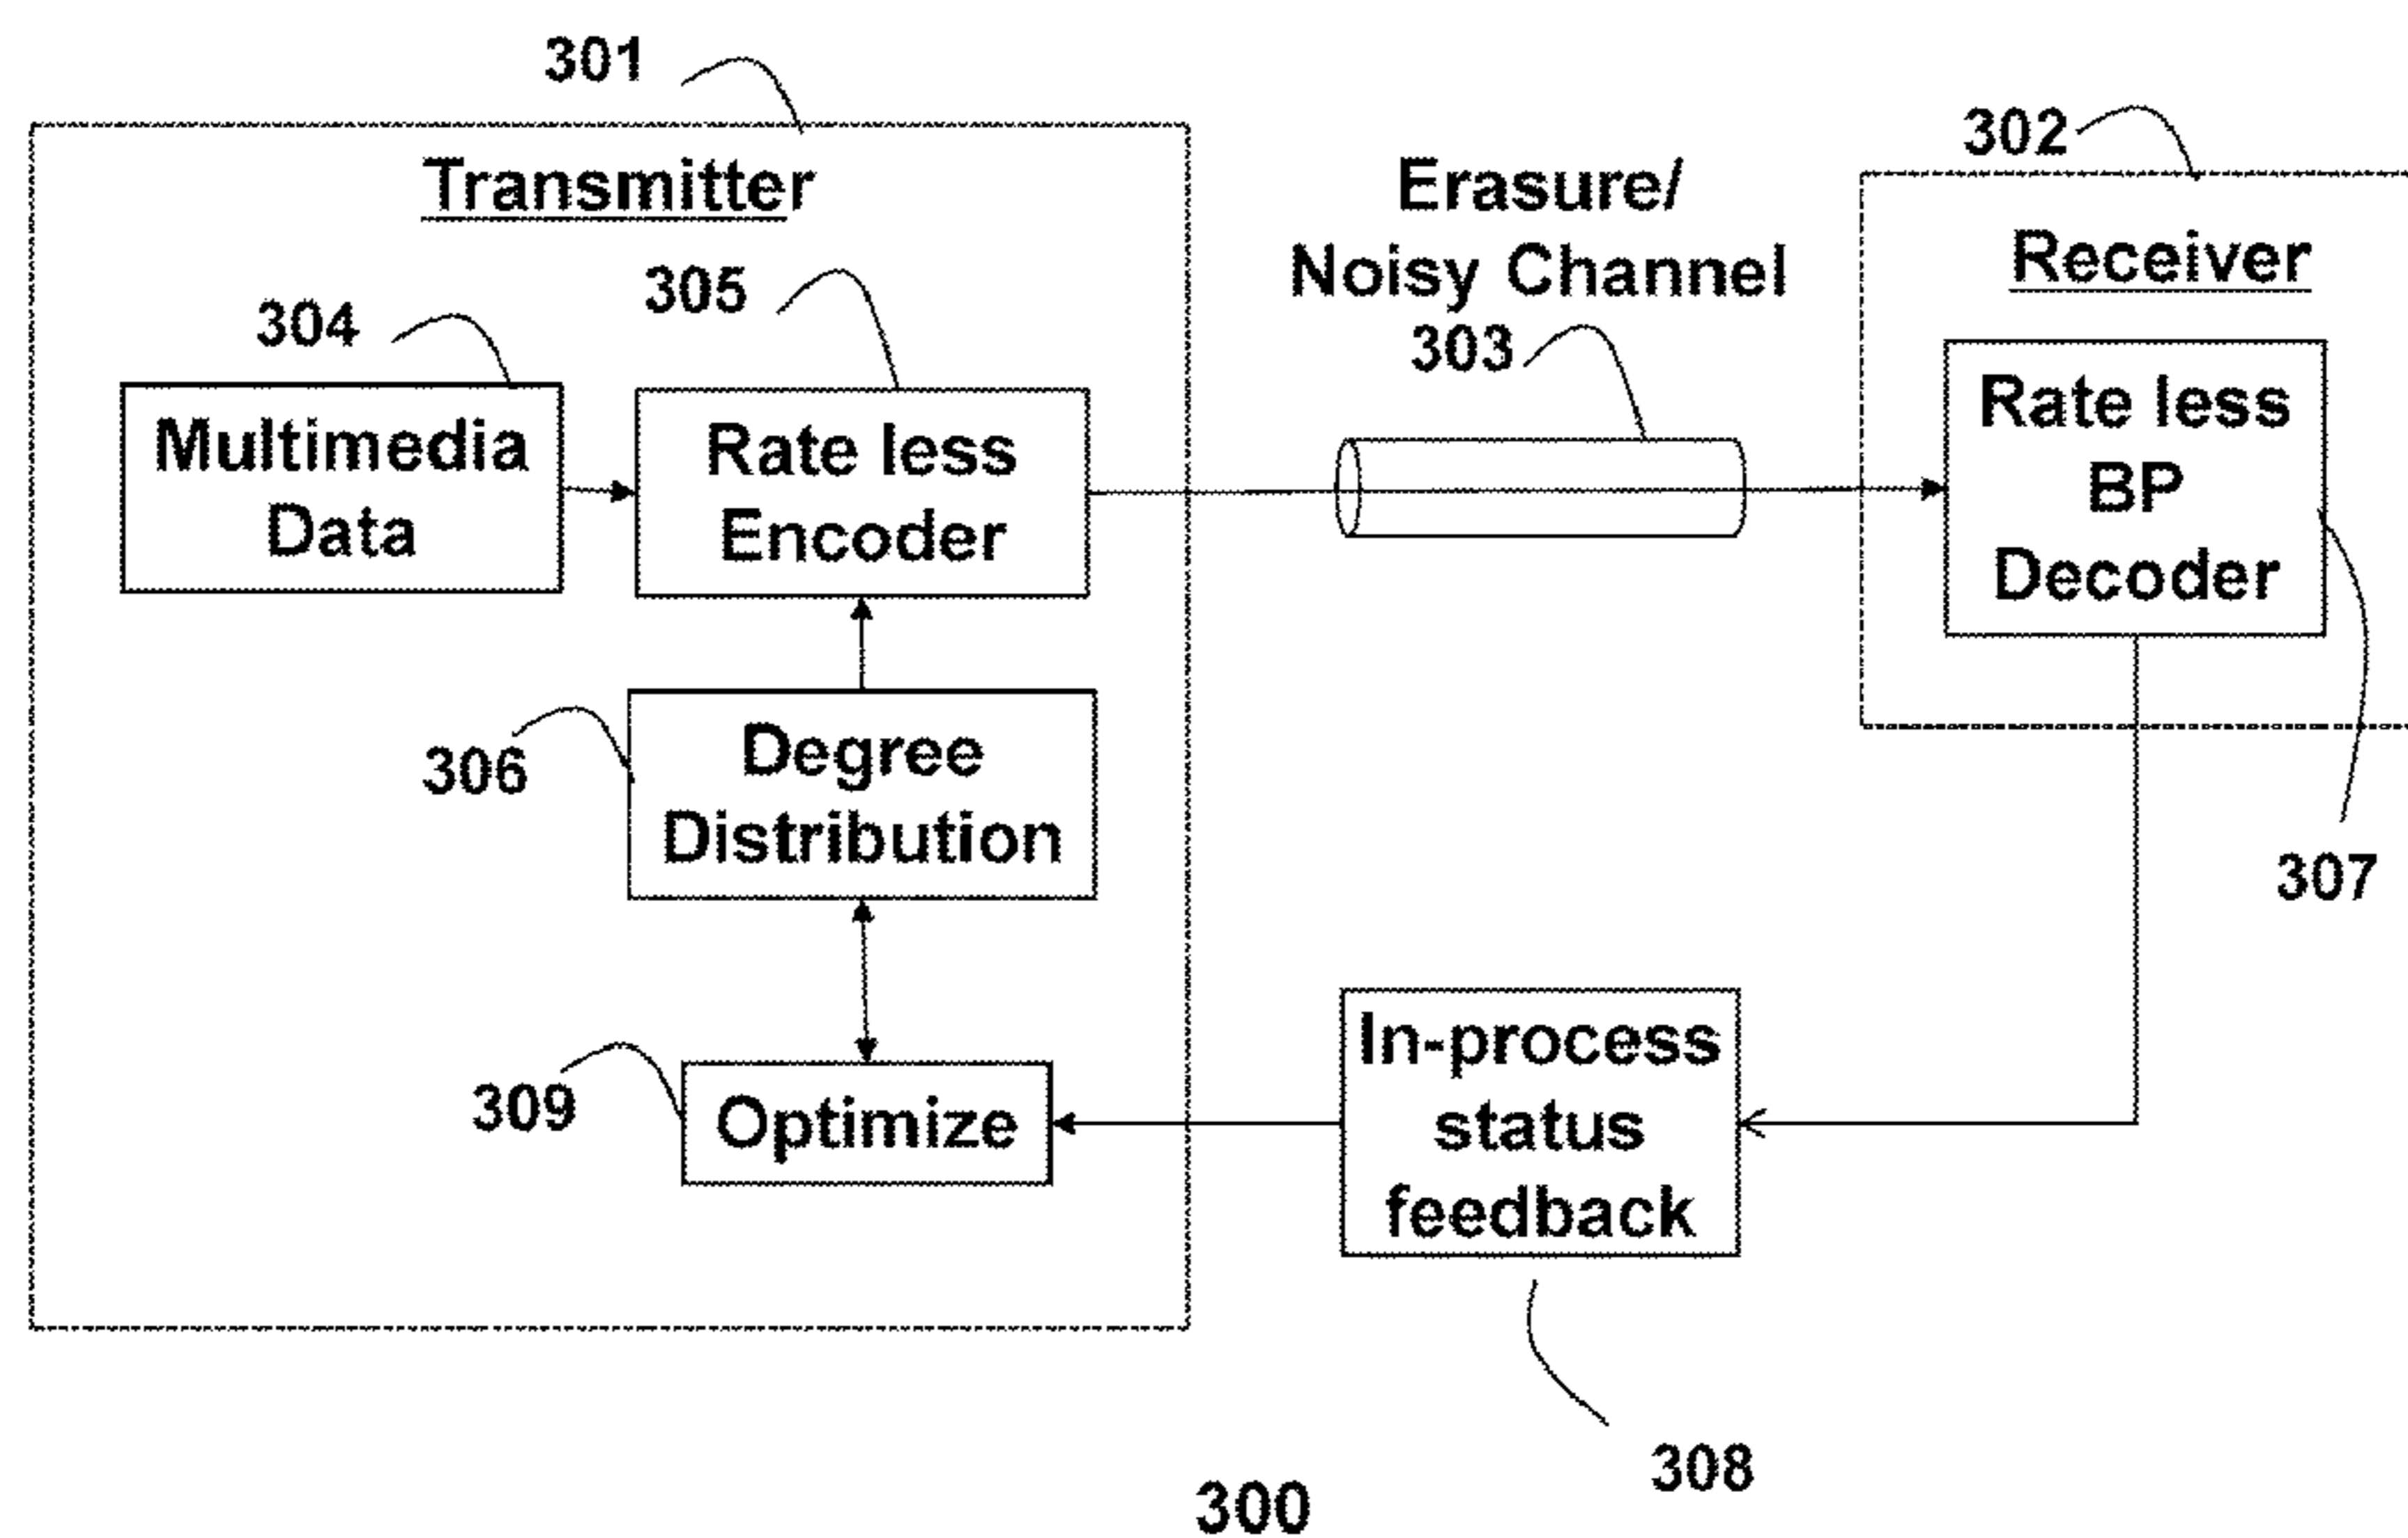 301
302
Transmitter
Erasure/
Noisy Channel
Receiver
304
305
303
Multimedia
Data
Rate less
Encoder
Rate less
BP
Decoder
306
Degree
Distribution
307
309
Optimize
In-process
status
feedback
308
300